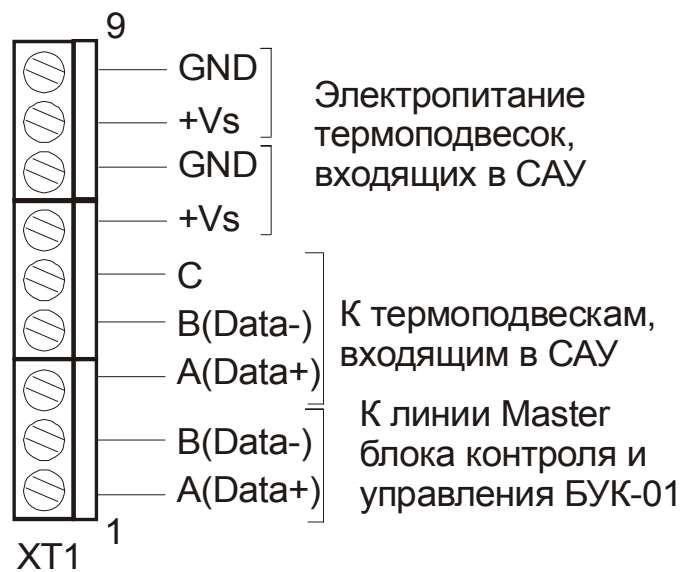 9
GND
+Vs
GND
+Vs
Электропитание
термоподвесок,
входящих в САУ
C
B(Data-)
A(Data+)
К термоподвескам,
входящим в САУ
B(Data-)
A(Data+)
К линии Master
блока контроля и
управления БУК-01
1
XT1